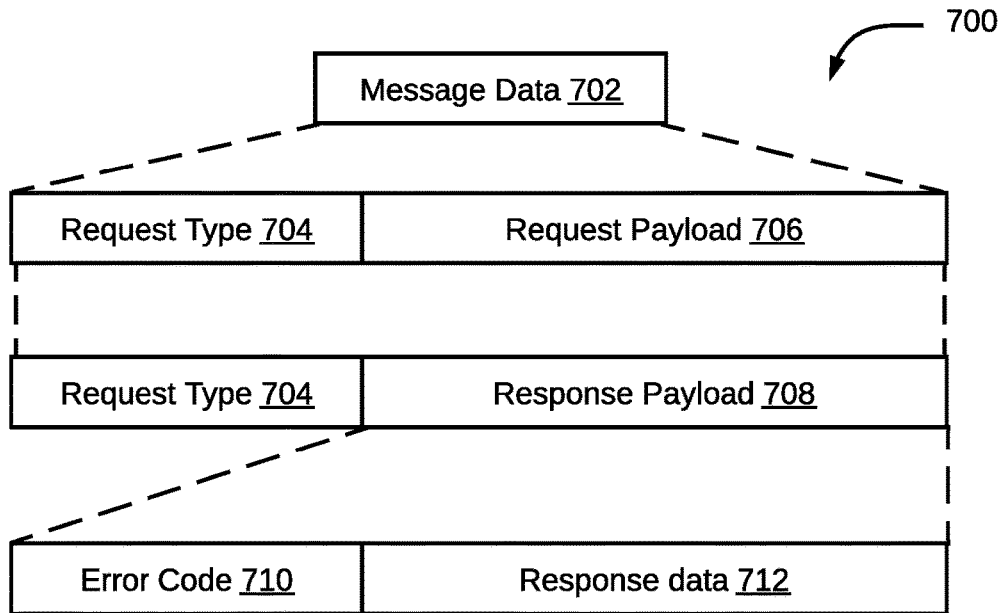 700
Message Data 702
Request Type 704 Request Payload 706
Request Type 704 Response Payload 708
Error Code 710 Response data 712